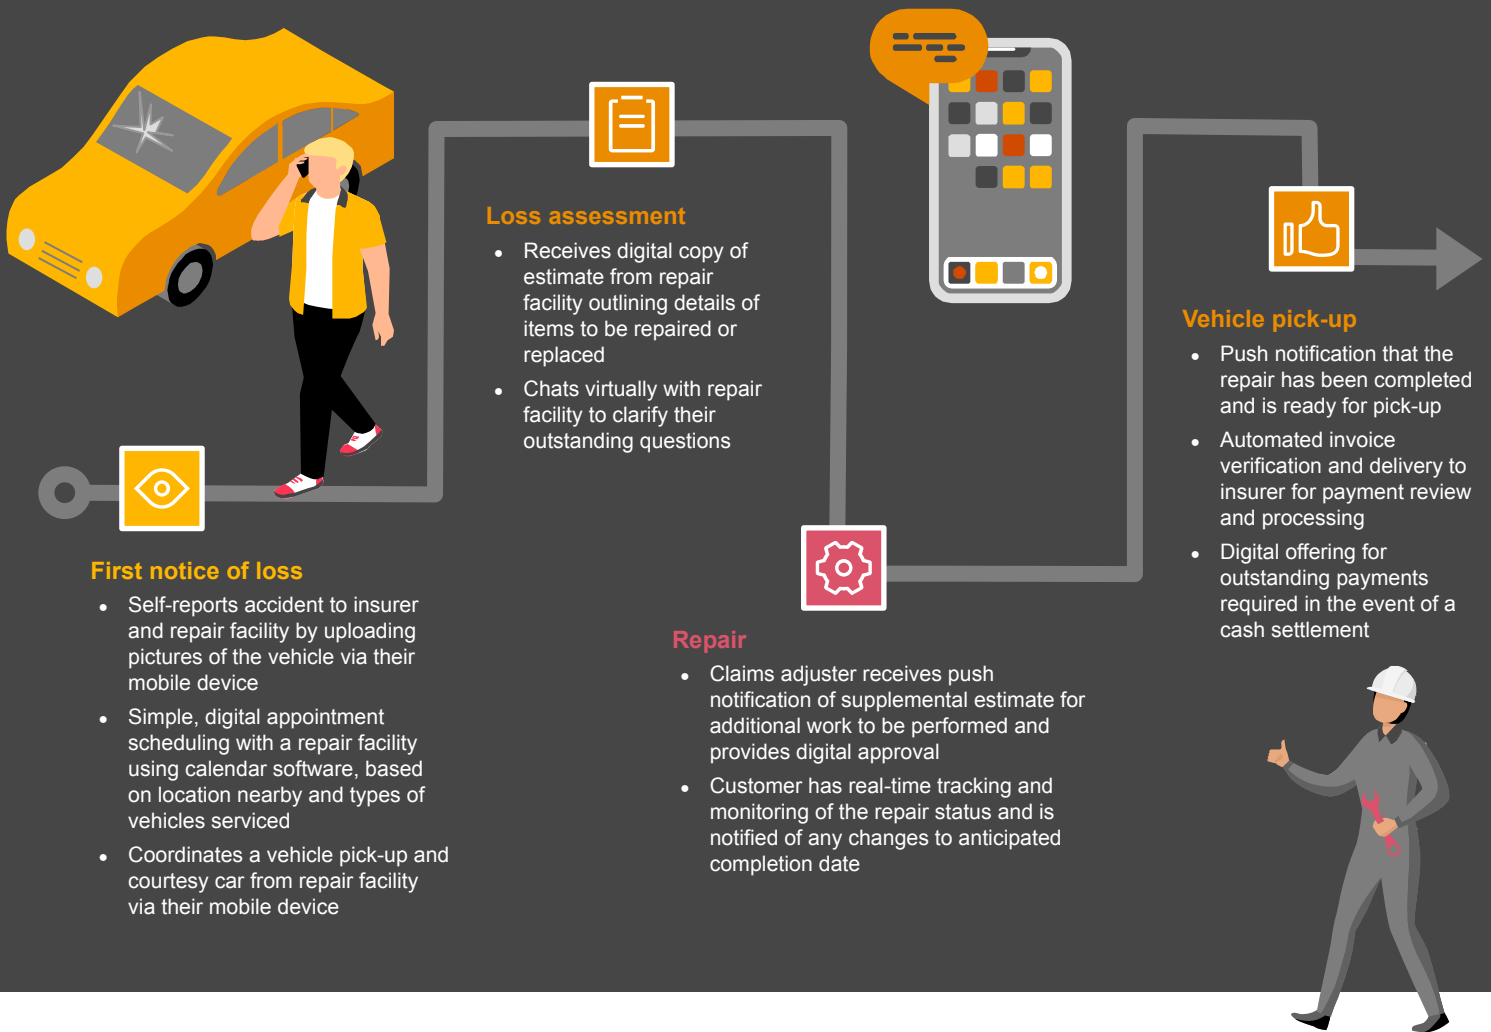 First notice of loss
• Self-reports accident to insurer
and repair facility by uploading
pictures of the vehicle via their
mobile device
• Simple, digital appointment
scheduling with a repair facility
using calendar software, based
on location nearby and types of
vehicles serviced
• Coordinates a vehicle pick-up and
courtesy car from repair facility
via their mobile device
Loss assessment
• Receives digital copy of
estimate from repair
facility outlining details of
items to be repaired or
replaced
• Chats virtually with repair
facility to clarify their
outstanding questions
Repair
• Claims adjuster receives push
notification of supplemental estimate for
additional work to be performed and
provides digital approval
• Customer has real-time tracking and
monitoring of the repair status and is
notified of any changes to anticipated
completion date
Vehicle pick-up
• Push notification that the
repair has been completed
and is ready for pick-up
• Automated invoice
verification and delivery to
insurer for payment review
and processing
• Digital offering for
outstanding payments
required in the event of a
cash settlement